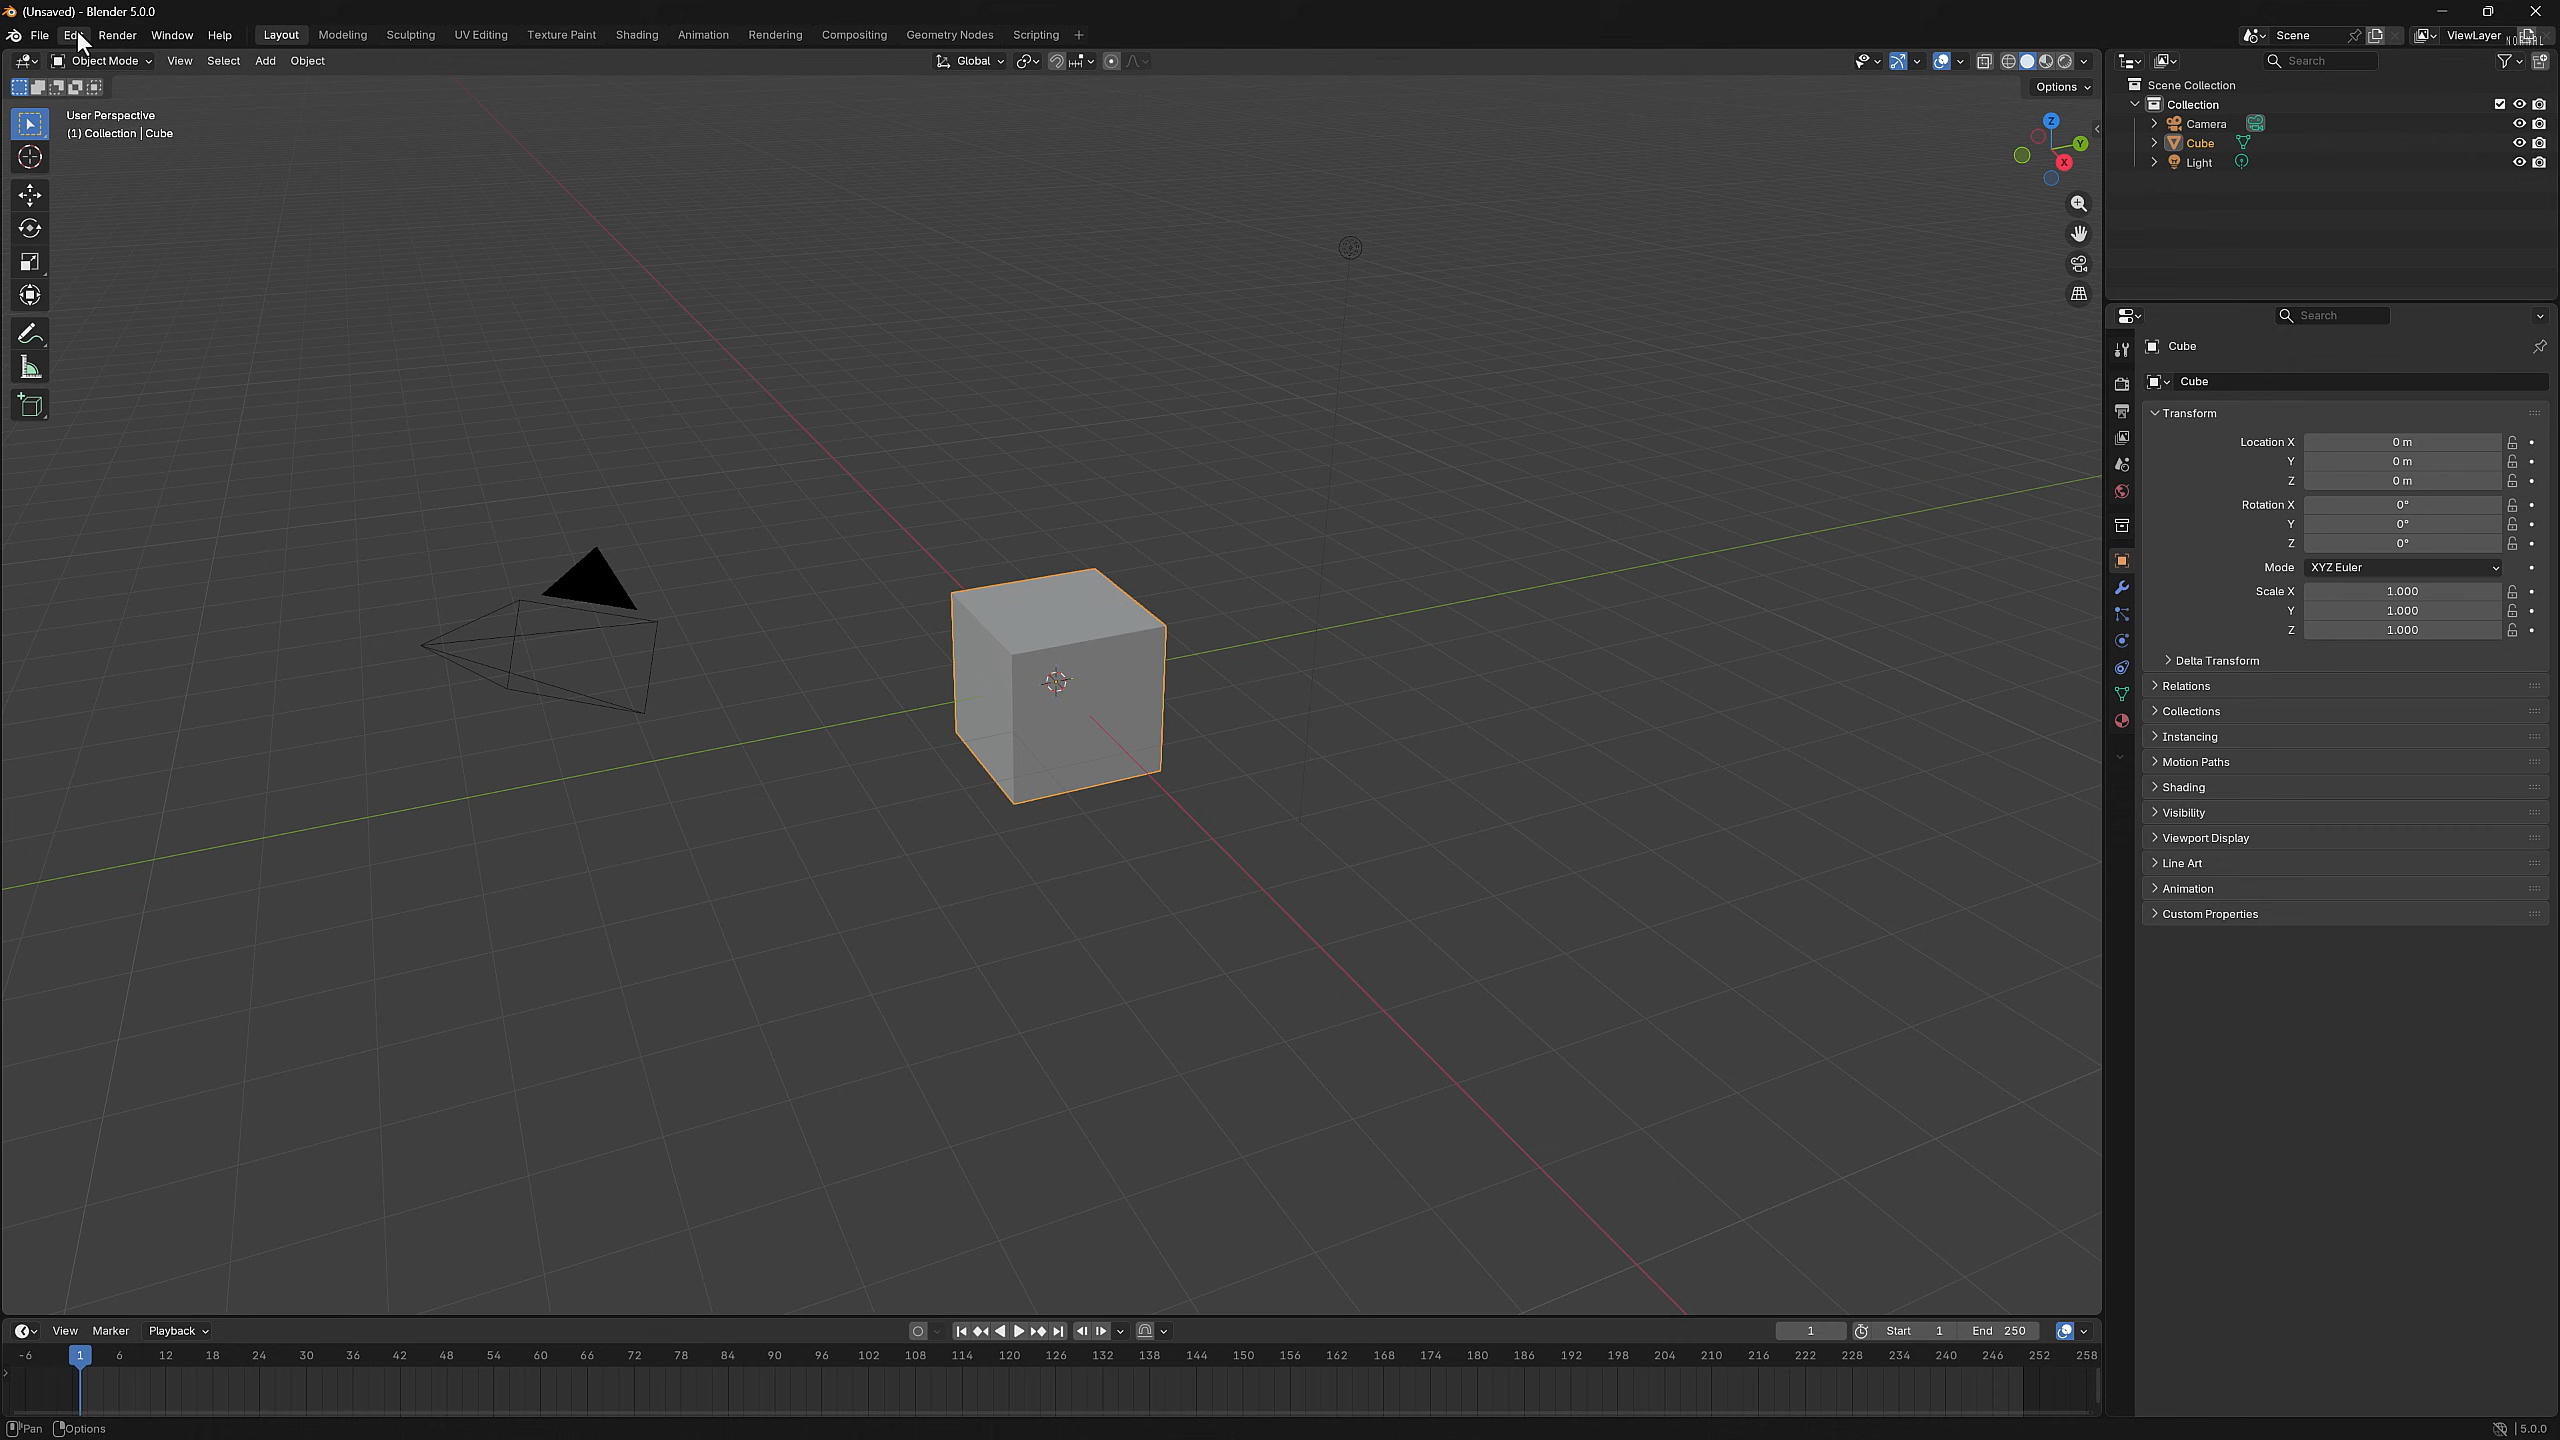 (Unsaved) - Blender 5.0.0
File Edit Render Window Help Layout Modeling Sculpting UV Editing Texture Paint Shading Animation Rendering Compositing Geometry Nodes Scripting + Scene ViewLayer
NORMAL
Object Mode View Select Add Object Global Search
Options
User Perspective
(1) Collection | Cube
Z
Y
X
Scene Collection
Collection
Camera
Cube
Light
Search
Cube
Cube
Transform
Location X 0 m
Y 0 m
Z 0 m
Rotation X 0°
Y 0°
Z 0°
Mode XYZ Euler
Scale X 1.000
Y 1.000
Z 1.000
Delta Transform
Relations
Collections
Instancing
Motion Paths
Shading
Visibility
Viewport Display
Line Art
Animation
Custom Properties
View Marker Playback 1 Start 1 End 250
-6 1 6 12 18 24 30 36 42 48 54 60 66 72 78 84 90 96 102 108 114 120 126 132 138 144 150 156 162 168 174 180 186 192 198 204 210 216 222 228 234 240 246 252 258
Pan Options 5.0.0